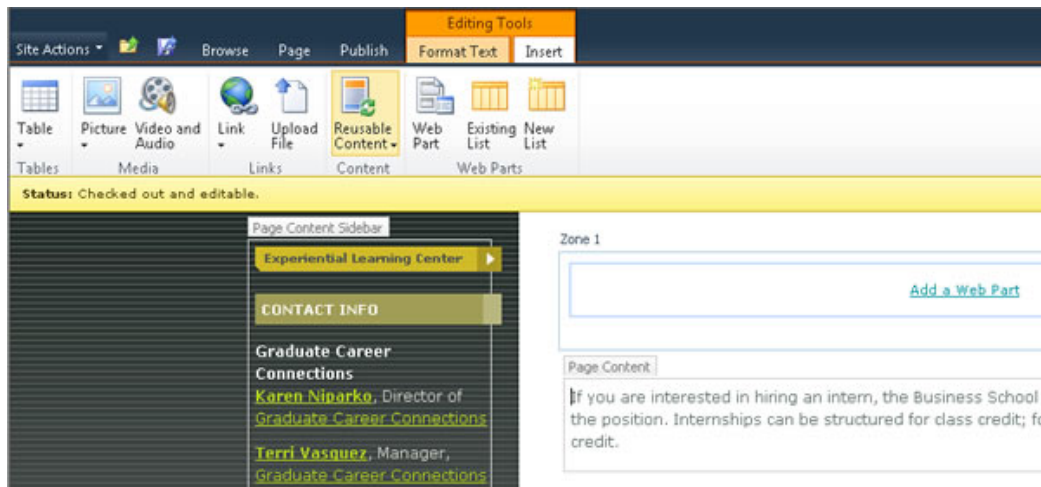 Editing Tools
Site Actions Browse Page Publish Format Text Insert
Table Picture Video and Audio Link Upload File Reusable Content Web Part Existing List New List
Tables Media Links Content Web Parts
Status: Checked out and editable.
Page Content Sidebar
Experiential Learning Center
CONTACT INFO
Graduate Career
Connections
Karen Niparko, Director of
Graduate Career Connections
Terri Vasquez, Manager,
Graduate Career Connections
Zone 1
Add a Web Part
Page Content
If you are interested in hiring an intern, the Business School
the position. Internships can be structured for class credit; fo
credit.